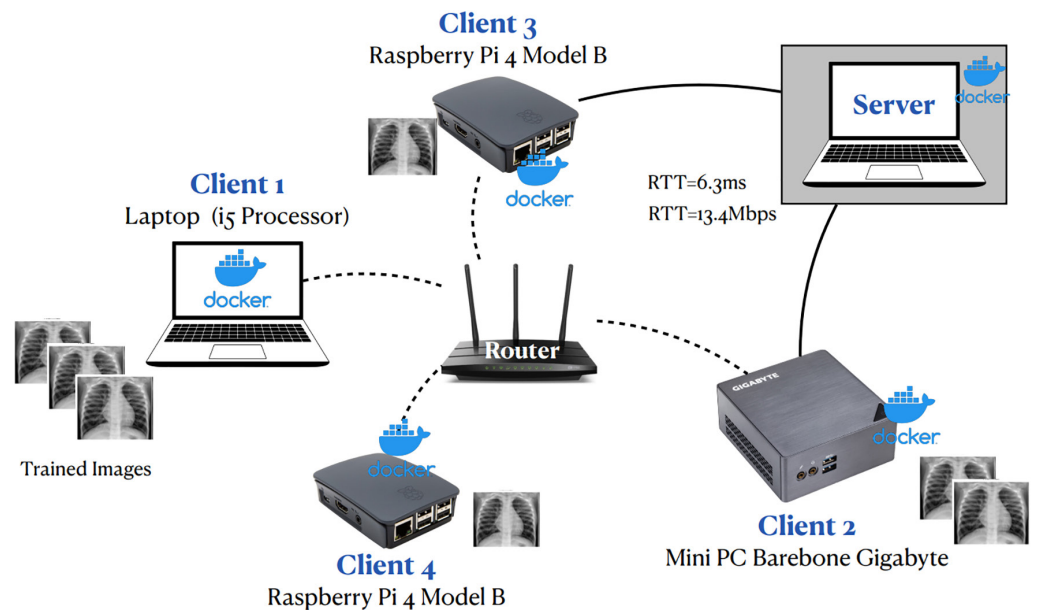 Client 3
Raspberry Pi 4 Model B
docker
Server
docker
RTT=6.3ms
RTT=13.4Mbps
Client 1
Laptop (i5 Processor)
docker
Router
GIGABYTE
docker
Trained Images
docker
Client 2
Mini PC Barebone Gigabyte
Client 4
Raspberry Pi 4 Model B